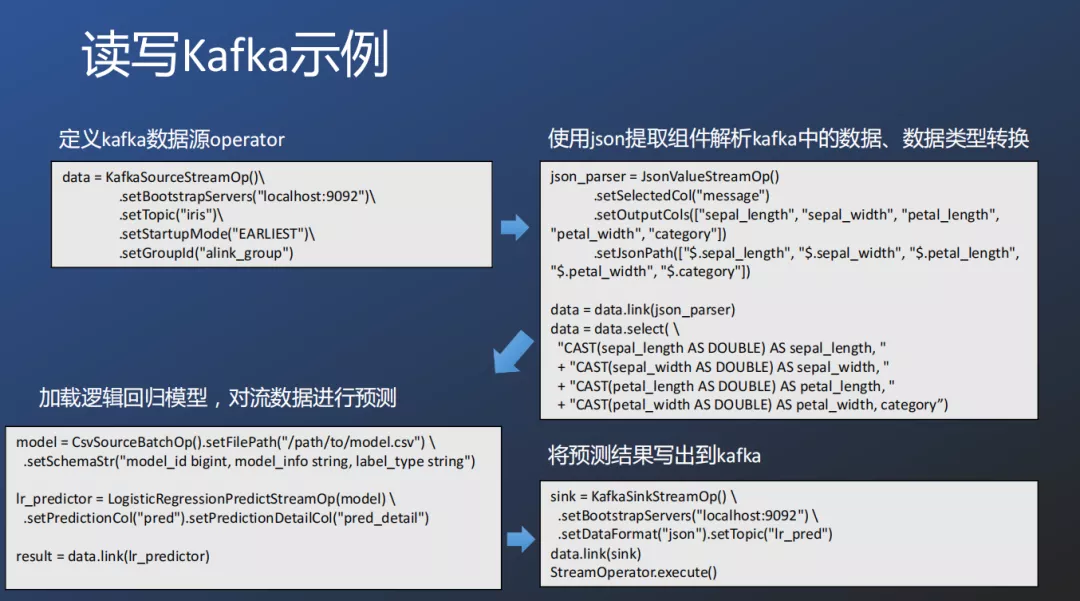 读写Kafka示例
定义kafka数据源operator
data = KafkaSourceStreamOp()\
.setBootstrapServers("localhost:9092")\
.setTopic("iris")\
.setStartupMode("EARLIEST")\
.setGroupId("alink_group")
使用json提取组件解析kafka中的数据、数据类型转换
json_parser = JsonValueStreamOp()
.setSelectedCol("message")
.setOutputCols(["sepal_length", "sepal_width", "petal_length",
"petal_width", "category"])
.setJsonPath(["$.sepal_length", "$.sepal_width", "$.petal_length",
"$.petal_width", "$.category"])
data = data.link(json_parser)
data = data.select( \
"CAST(sepal_length AS DOUBLE) AS sepal_length, "
+ "CAST(sepal_width AS DOUBLE) AS sepal_width, "
+ "CAST(petal_length AS DOUBLE) AS petal_length, "
+ "CAST(petal_width AS DOUBLE) AS petal_width, category”)
加载逻辑回归模型，对流数据进行预测
model = CsvSourceBatchOp().setFilePath("/path/to/model.csv") \
.setSchemaStr("model_id bigint, model_info string, label_type string")
lr_predictor = LogisticRegressionPredictStreamOp(model) \
.setPredictionCol("pred").setPredictionDetailCol("pred_detail")
result = data.link(lr_predictor)
将预测结果写出到kafka
sink = KafkaSinkStreamOp() \
.setBootstrapServers("localhost:9092") \
.setDataFormat("json").setTopic("lr_pred")
data.link(sink)
StreamOperator.execute()